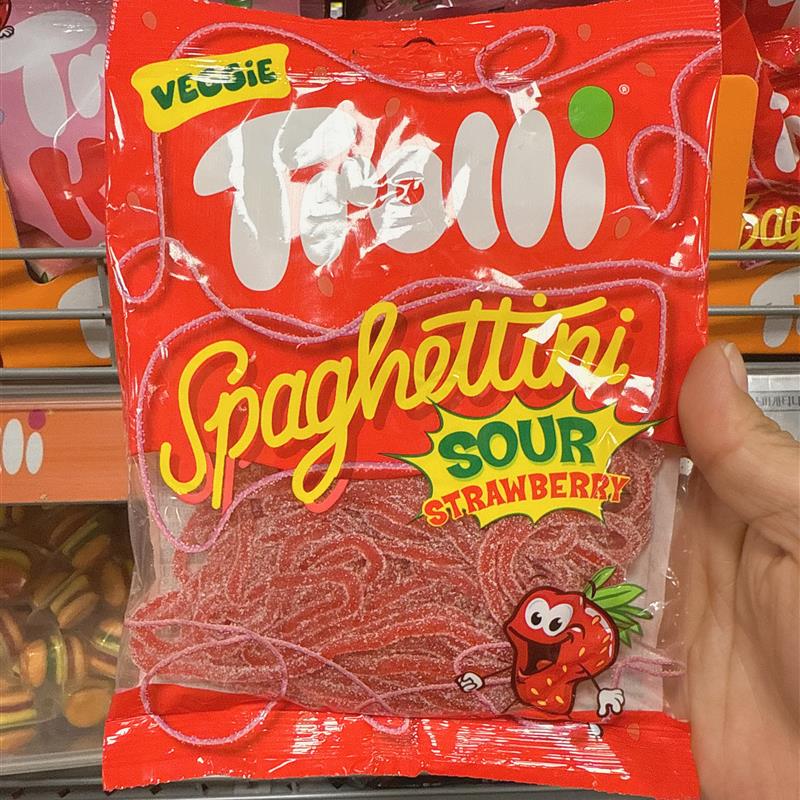 VEGGiE
Trolli
®
Spaghettini
SOUR
STRAWBERRY